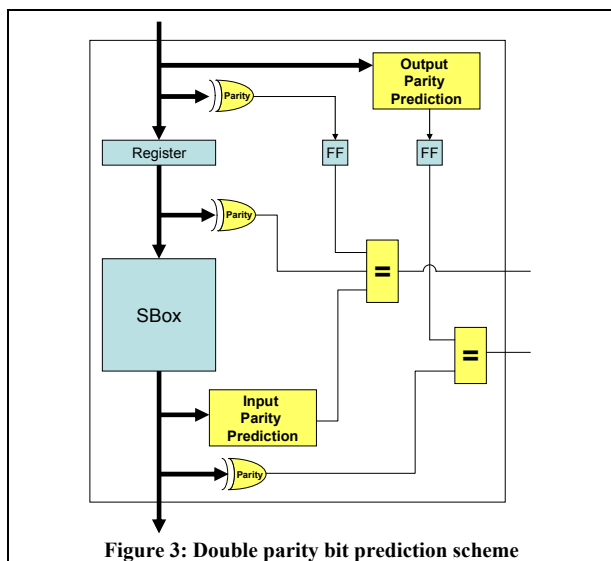 Output
Parity
Prediction
Parity
Register
FF
FF
Parity
=
SBox
=
Input
Parity
Prediction
Parity
Figure 3: Double parity bit prediction scheme